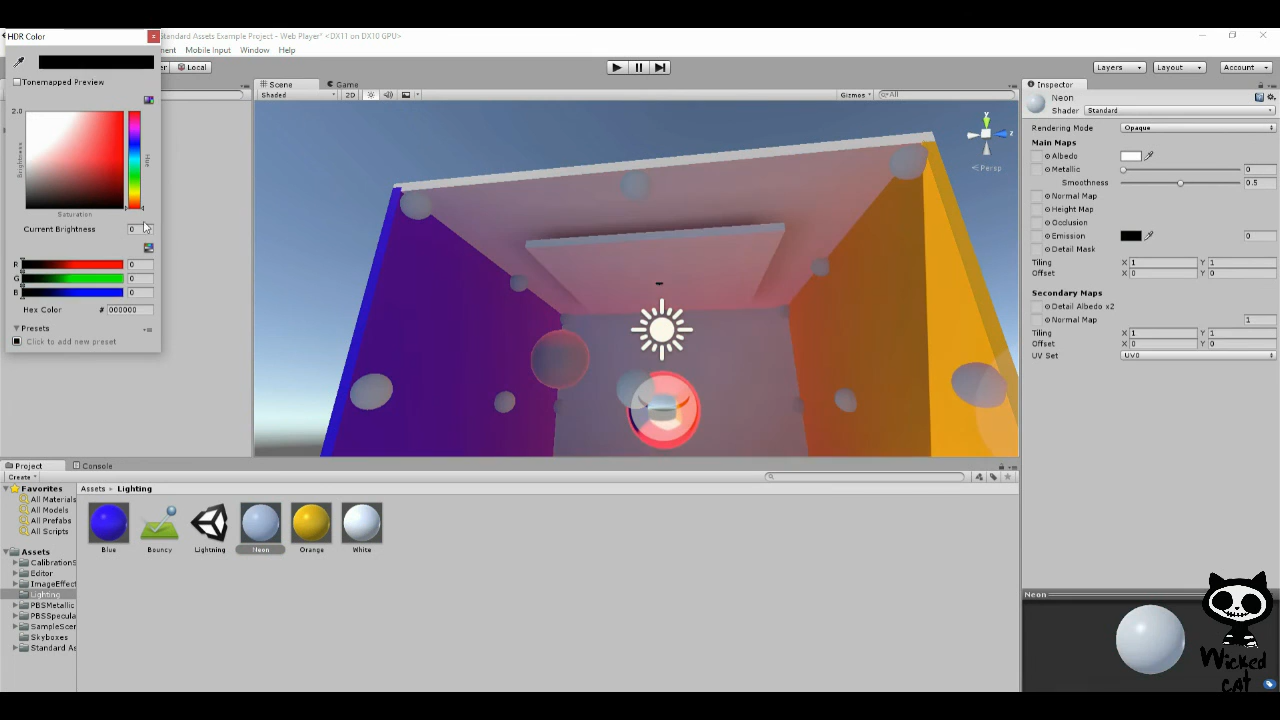 HDR Color
Standard Assets Example Project - Web Player* <DX11 on DX10 GPU>
Mobile Input Window Help
Local
Layers
Layout
Account
Tonemapped Preview
2.0
Brightness
Hue
Saturation
Current Brightness 0
R 0
G 0
B 0
Hex Color # 000000
Presets
Click to add new preset
Scene
Game
Shaded
2D
Gizmos
All
y
z
Persp
Inspector
Neon
Shader Standard
Rendering Mode Opaque
Main Maps
Albedo
Metallic 0
Smoothness 0.5
Normal Map
Height Map
Occlusion
Emission 0
Detail Mask
Tiling X 1 Y 1
Offset X 0 Y 0
Secondary Maps
Detail Albedo x2
Normal Map 1
Tiling X 1 Y 1
Offset X 0 Y 0
UV Set UV0
Project
Console
Create
Favorites
All Materials
All Models
All Prefabs
All Scripts
Assets
CalibrationS
Editor
ImageEffect
Lighting
PBSMetallic
PBSSpecula
SampleScen
Skyboxes
Standard As
Assets Lighting
Blue
Bouncy
Lightning
Neon
Orange
White
Neon
Wicked
cat